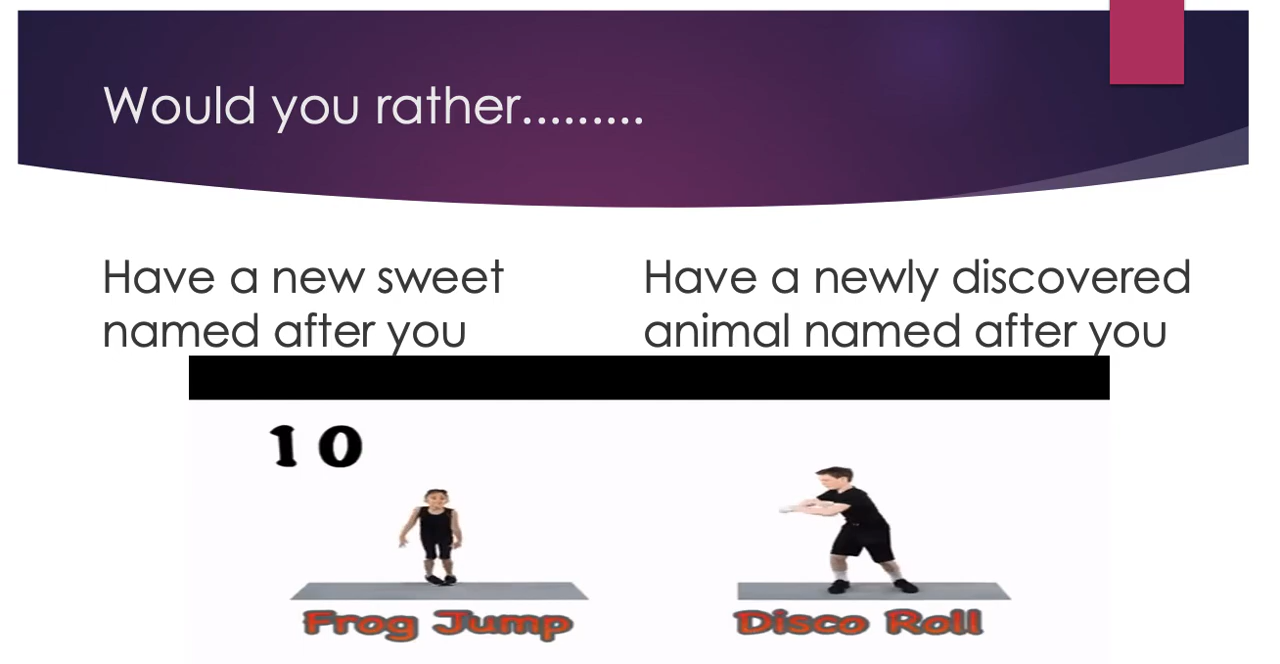 Would you rather.........
Have a new sweet
named after you
Have a newly discovered
animal named after you
10
Frog Jump
Disco Roll